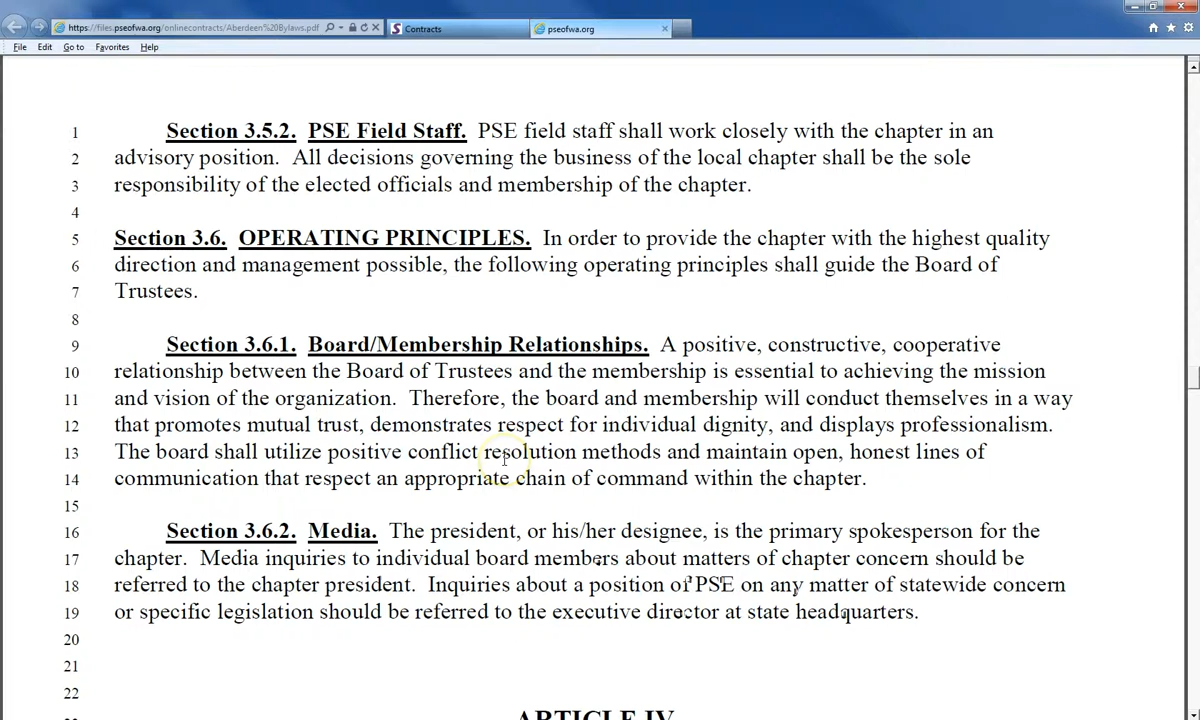 https://files.pseofwa.org/onlinecontracts/Aberdeen%20Bylaws.pdf
Contracts
pseofwa.org
File Edit Go to Favorites Help
1 Section 3.5.2. PSE Field Staff. PSE field staff shall work closely with the chapter in an
2 advisory position. All decisions governing the business of the local chapter shall be the sole
3 responsibility of the elected officials and membership of the chapter.
4
5 Section 3.6. OPERATING PRINCIPLES. In order to provide the chapter with the highest quality
6 direction and management possible, the following operating principles shall guide the Board of
7 Trustees.
8
9 Section 3.6.1. Board/Membership Relationships. A positive, constructive, cooperative
10 relationship between the Board of Trustees and the membership is essential to achieving the mission
11 and vision of the organization. Therefore, the board and membership will conduct themselves in a way
12 that promotes mutual trust, demonstrates respect for individual dignity, and displays professionalism.
13 The board shall utilize positive conflict resolution methods and maintain open, honest lines of
14 communication that respect an appropriate chain of command within the chapter.
15
16 Section 3.6.2. Media. The president, or his/her designee, is the primary spokesperson for the
17 chapter. Media inquiries to individual board members about matters of chapter concern should be
18 referred to the chapter president. Inquiries about a position of PSE on any matter of statewide concern
19 or specific legislation should be referred to the executive director at state headquarters.
20
21
22
ARTICLE IV